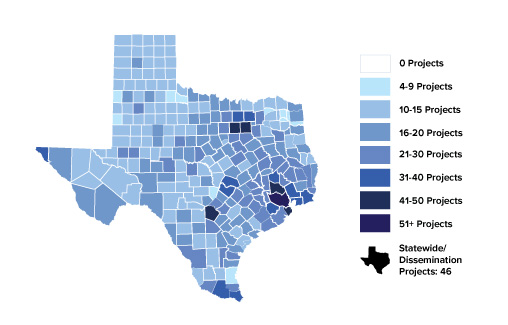 0 Projects
4-9 Projects
10-15 Projects
16-20 Projects
21-30 Projects
31-40 Projects
41-50 Projects
51+ Projects
Statewide/
Dissemination
Projects: 46